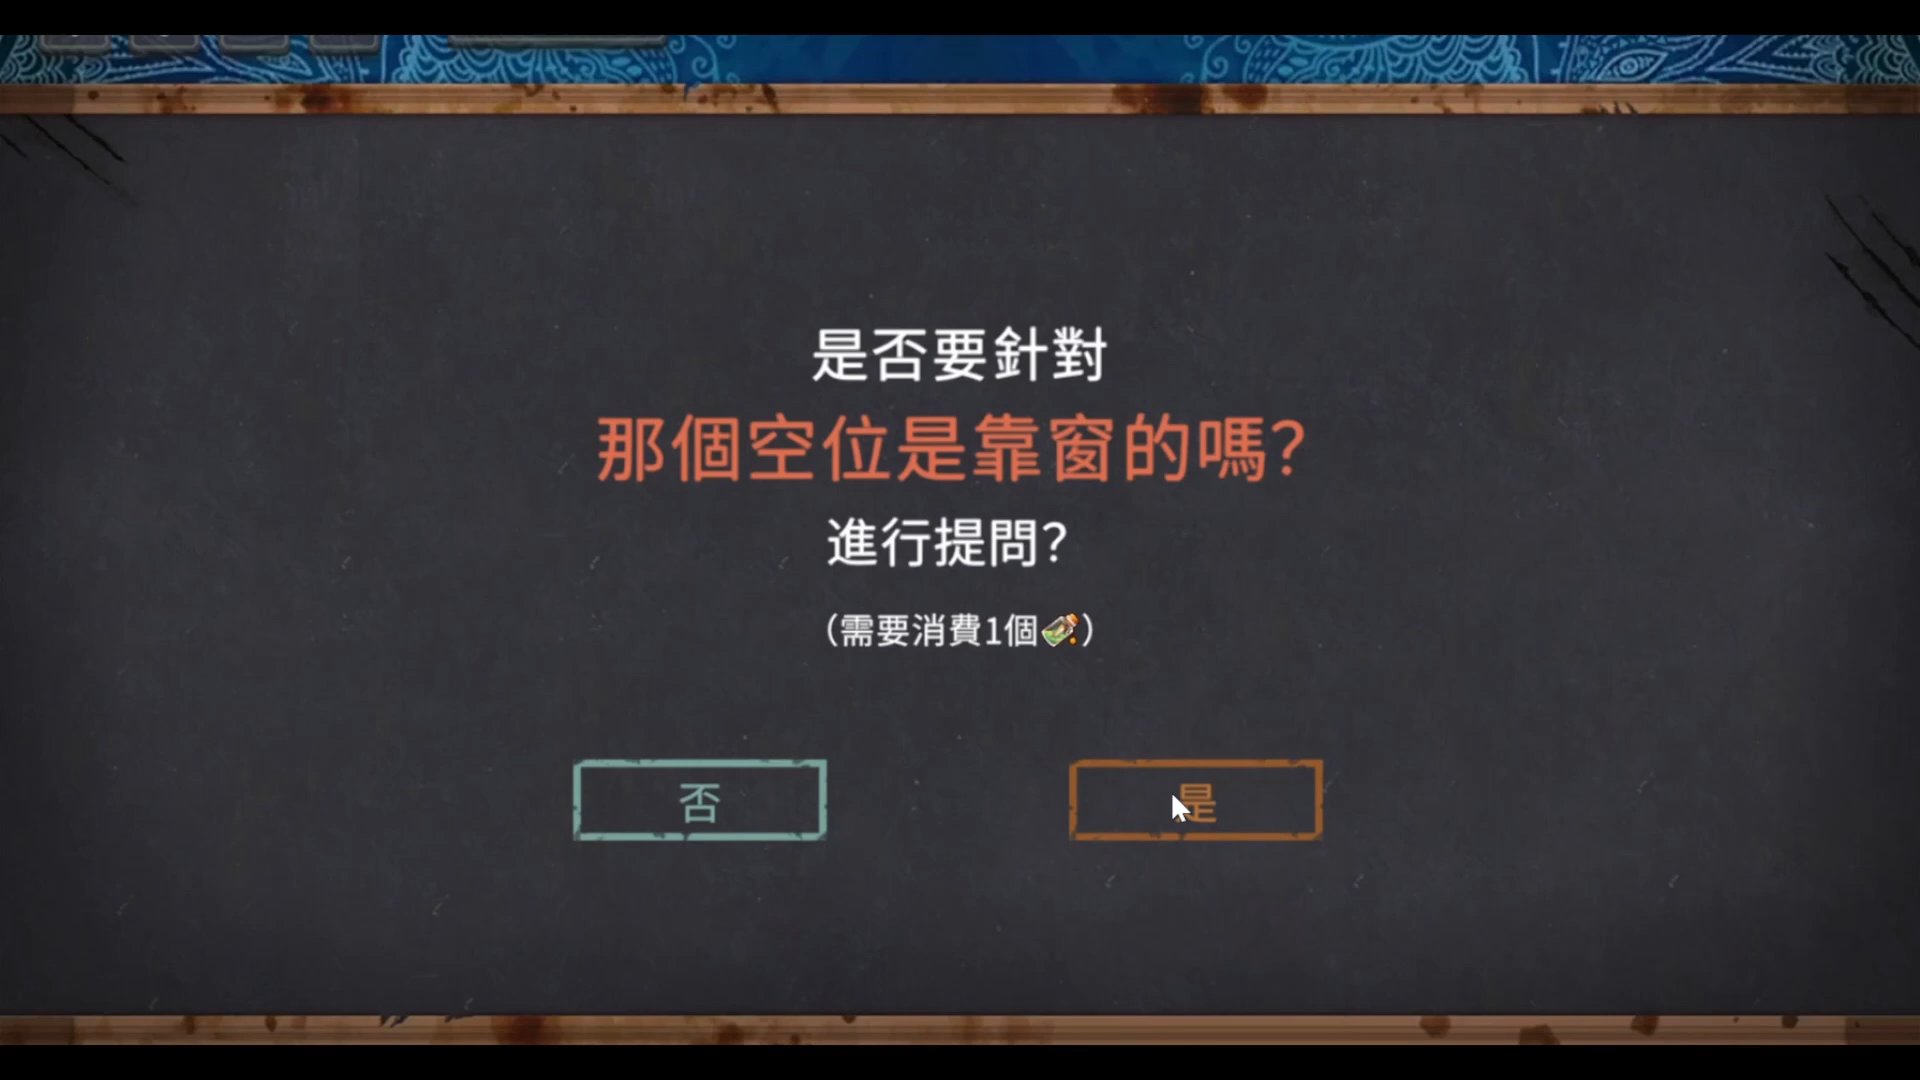 是否要針對
那個空位是靠窗的嗎?
進行提問?
(需要消費1個)
否
是